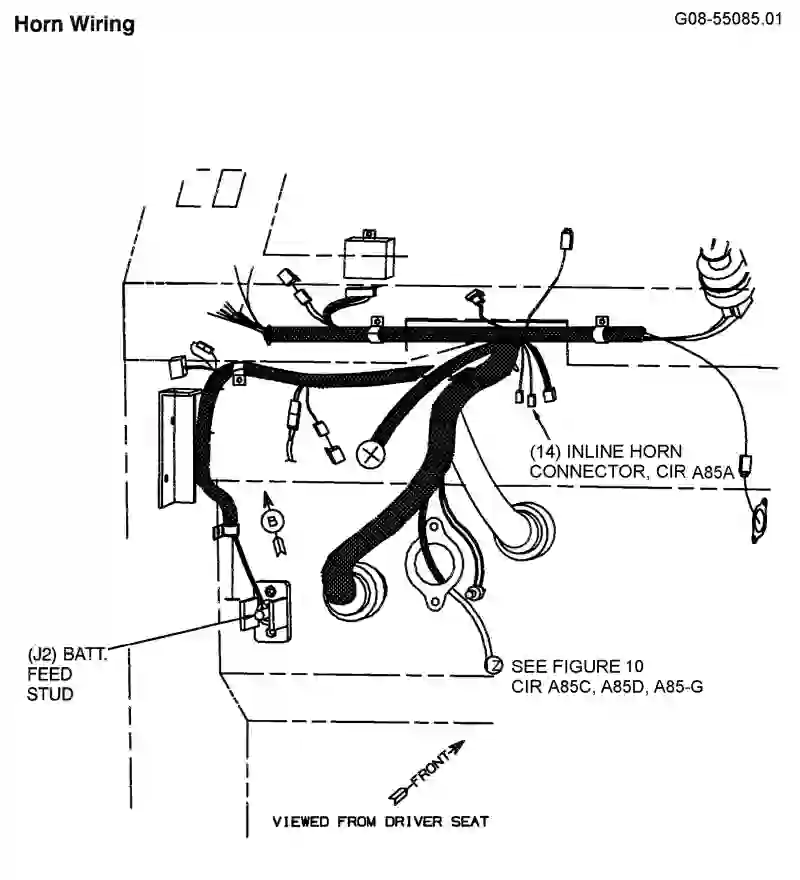 Horn Wiring
G08-55085.01
(14) INLINE HORN
CONNECTOR, CIR A85A
B
(J2) BATT.
FEED
STUD
Z
SEE FIGURE 10
CIR A85C, A85D, A85-G
FRONT
VIEWED FROM DRIVER SEAT